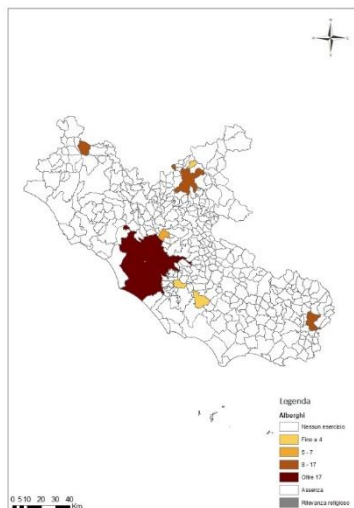 Legenda
Alberghi
Nessun esercizio
Fino a 4
5 - 7
8 - 17
Oltre 17
Assenza
Rilevanza religioso
0 5 10 20 30 40
Km